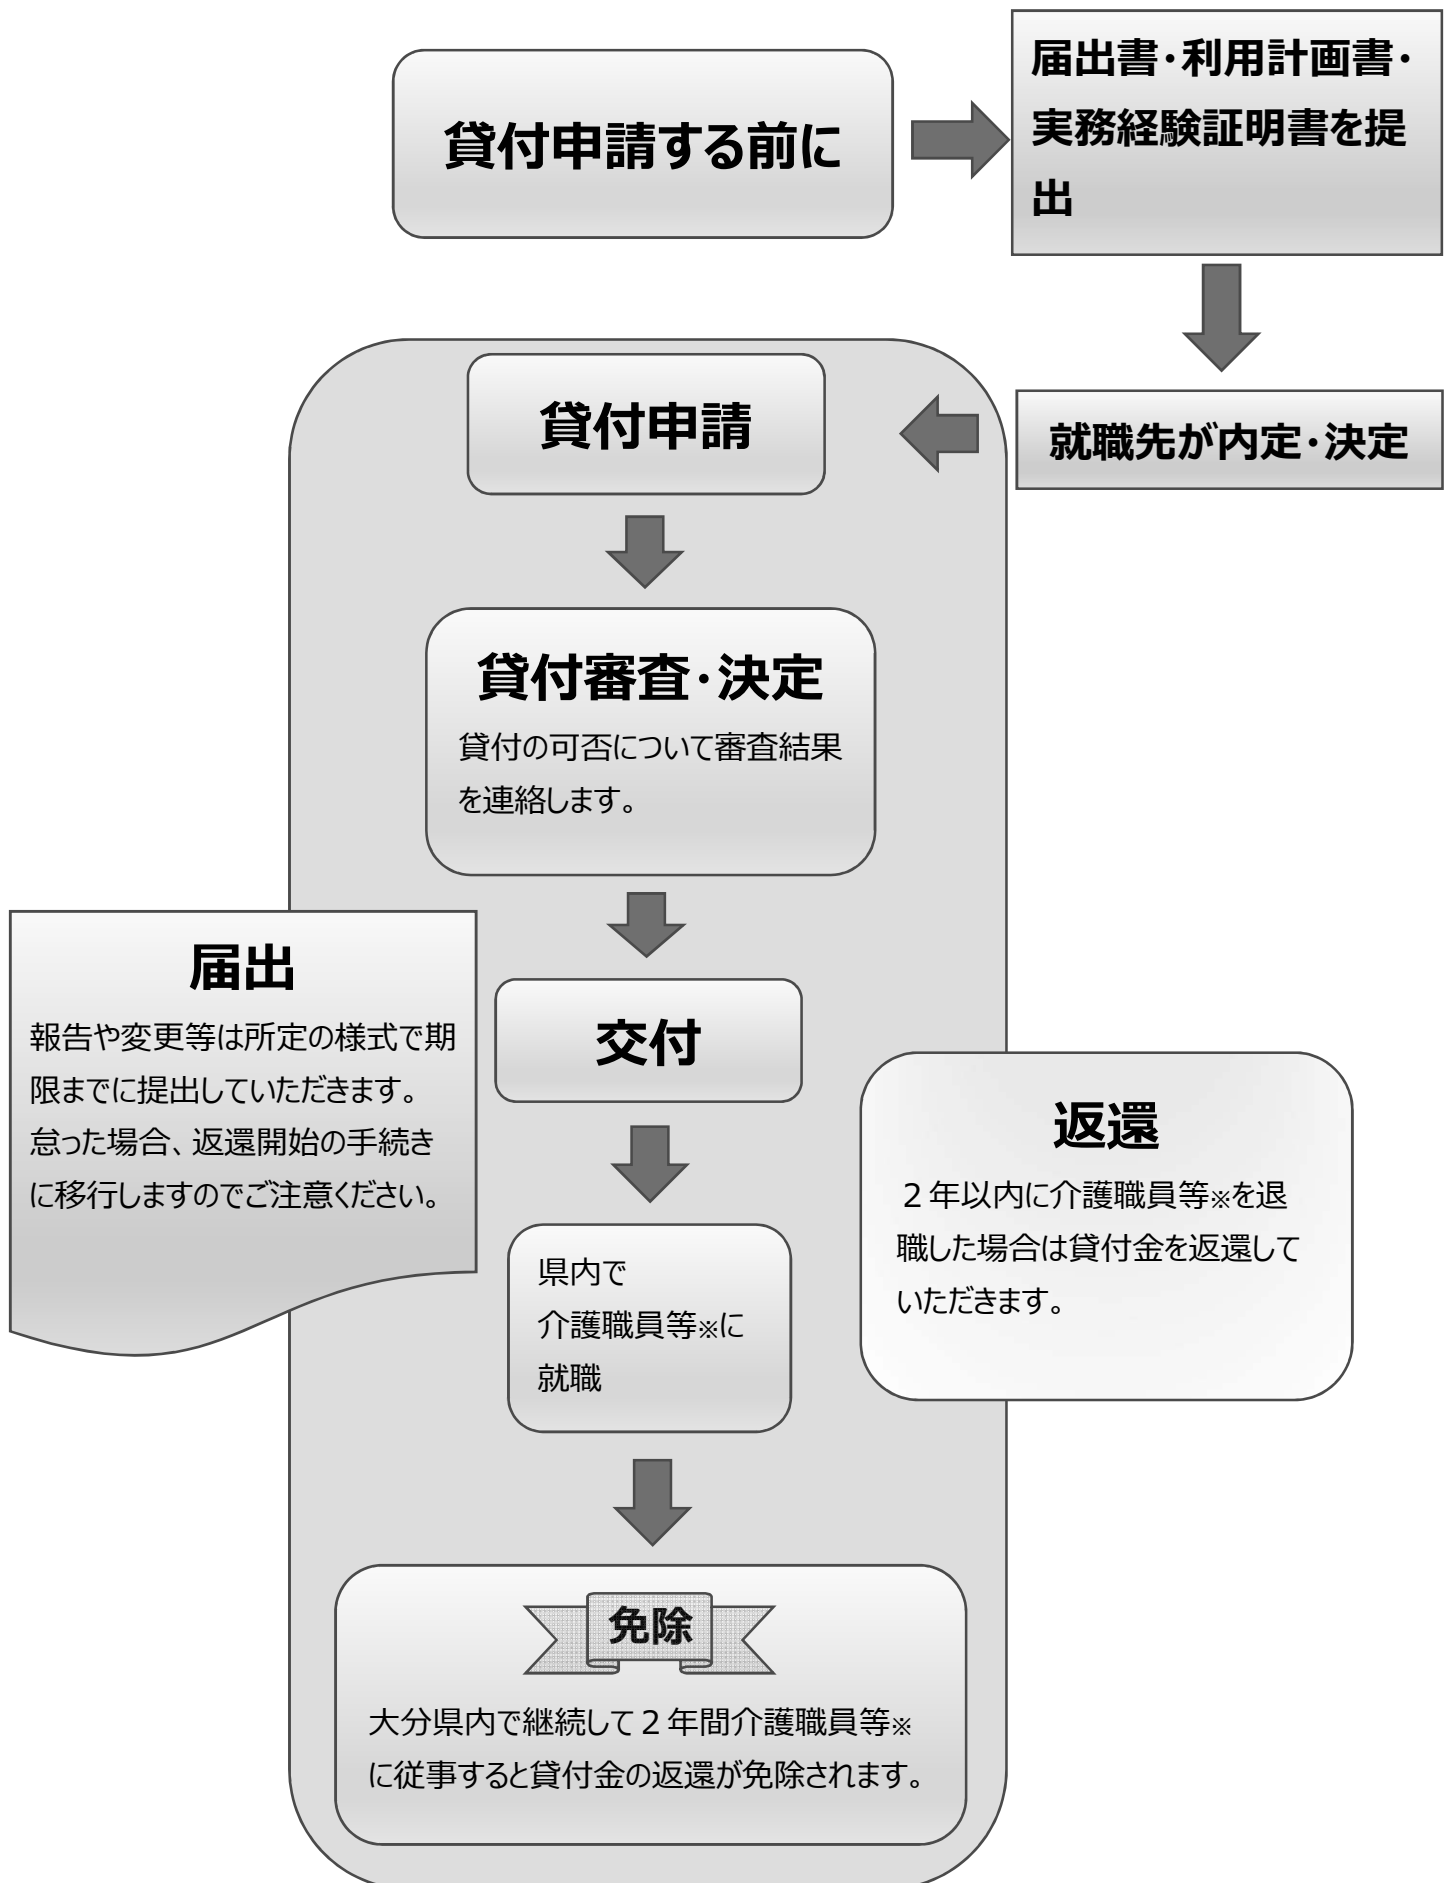 貸付申請する前に
届出書・利用計画書・
実務経験証明書を提
出
就職先が内定・決定
貸付申請
貸付審査・決定
貸付の可否について審査結果
を連絡します。
届出
報告や変更等は所定の様式で期
限までに提出していただきます。
怠った場合、返還開始の手続き
に移行しますのでご注意ください。
交付
返還
２年以内に介護職員等※を退
職した場合は貸付金を返還して
いただきます。
県内で
介護職員等※に
就職
免除
大分県内で継続して２年間介護職員等※
に従事すると貸付金の返還が免除されます。